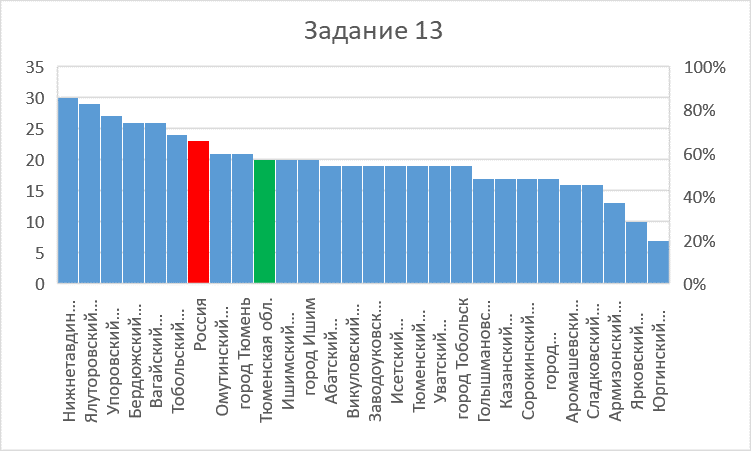 Задание 13
35
30
25
20
15
10
5
0
100%
80%
60%
40%
20%
0%
Нижнетавдин...
Ялуторовский...
Упоровский...
Бердюжский...
Вагайский...
Тобольский...
Россия
Омутинский...
город Тюмень
Тюменская обл.
Ишимский...
город Ишим
Абатский...
Викуловский...
Заводоуковск...
Исетский...
Тюменский...
Уватский...
город Тобольск
Голышмановс...
Казанский...
Сорокинский...
город...
Аромашевски...
Сладковский...
Армизонский...
Ярковский...
Юргинский...